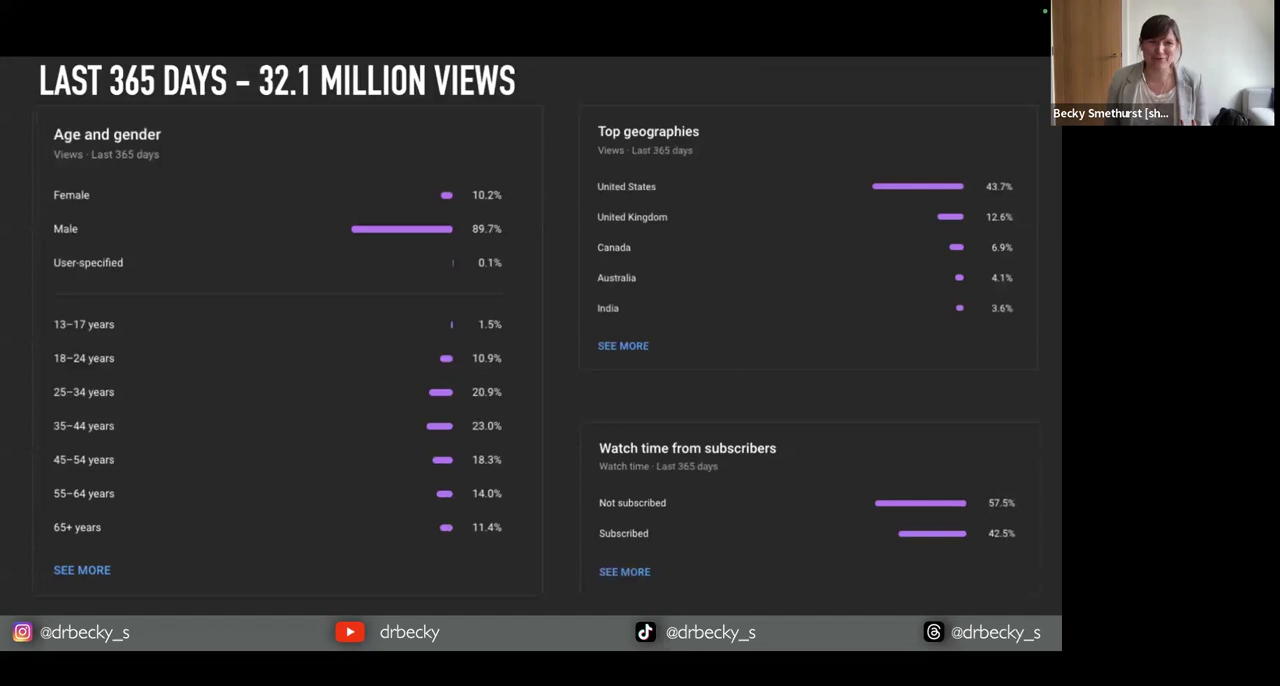 LAST 365 DAYS – 32.1 MILLION VIEWS
Age and gender
Views · Last 365 days
Female 10.2%
Male 89.7%
User-specified 0.1%
13–17 years 1.5%
18–24 years 10.9%
25–34 years 20.9%
35–44 years 23.0%
45–54 years 18.3%
55–64 years 14.0%
65+ years 11.4%
SEE MORE
Top geographies
Views · Last 365 days
United States 43.7%
United Kingdom 12.6%
Canada 6.9%
Australia 4.1%
India 3.6%
SEE MORE
Watch time from subscribers
Watch time · Last 365 days
Not subscribed 57.5%
Subscribed 42.5%
SEE MORE
@drbecky_s drbecky @drbecky_s @drbecky_s
Becky Smethurst [sh...